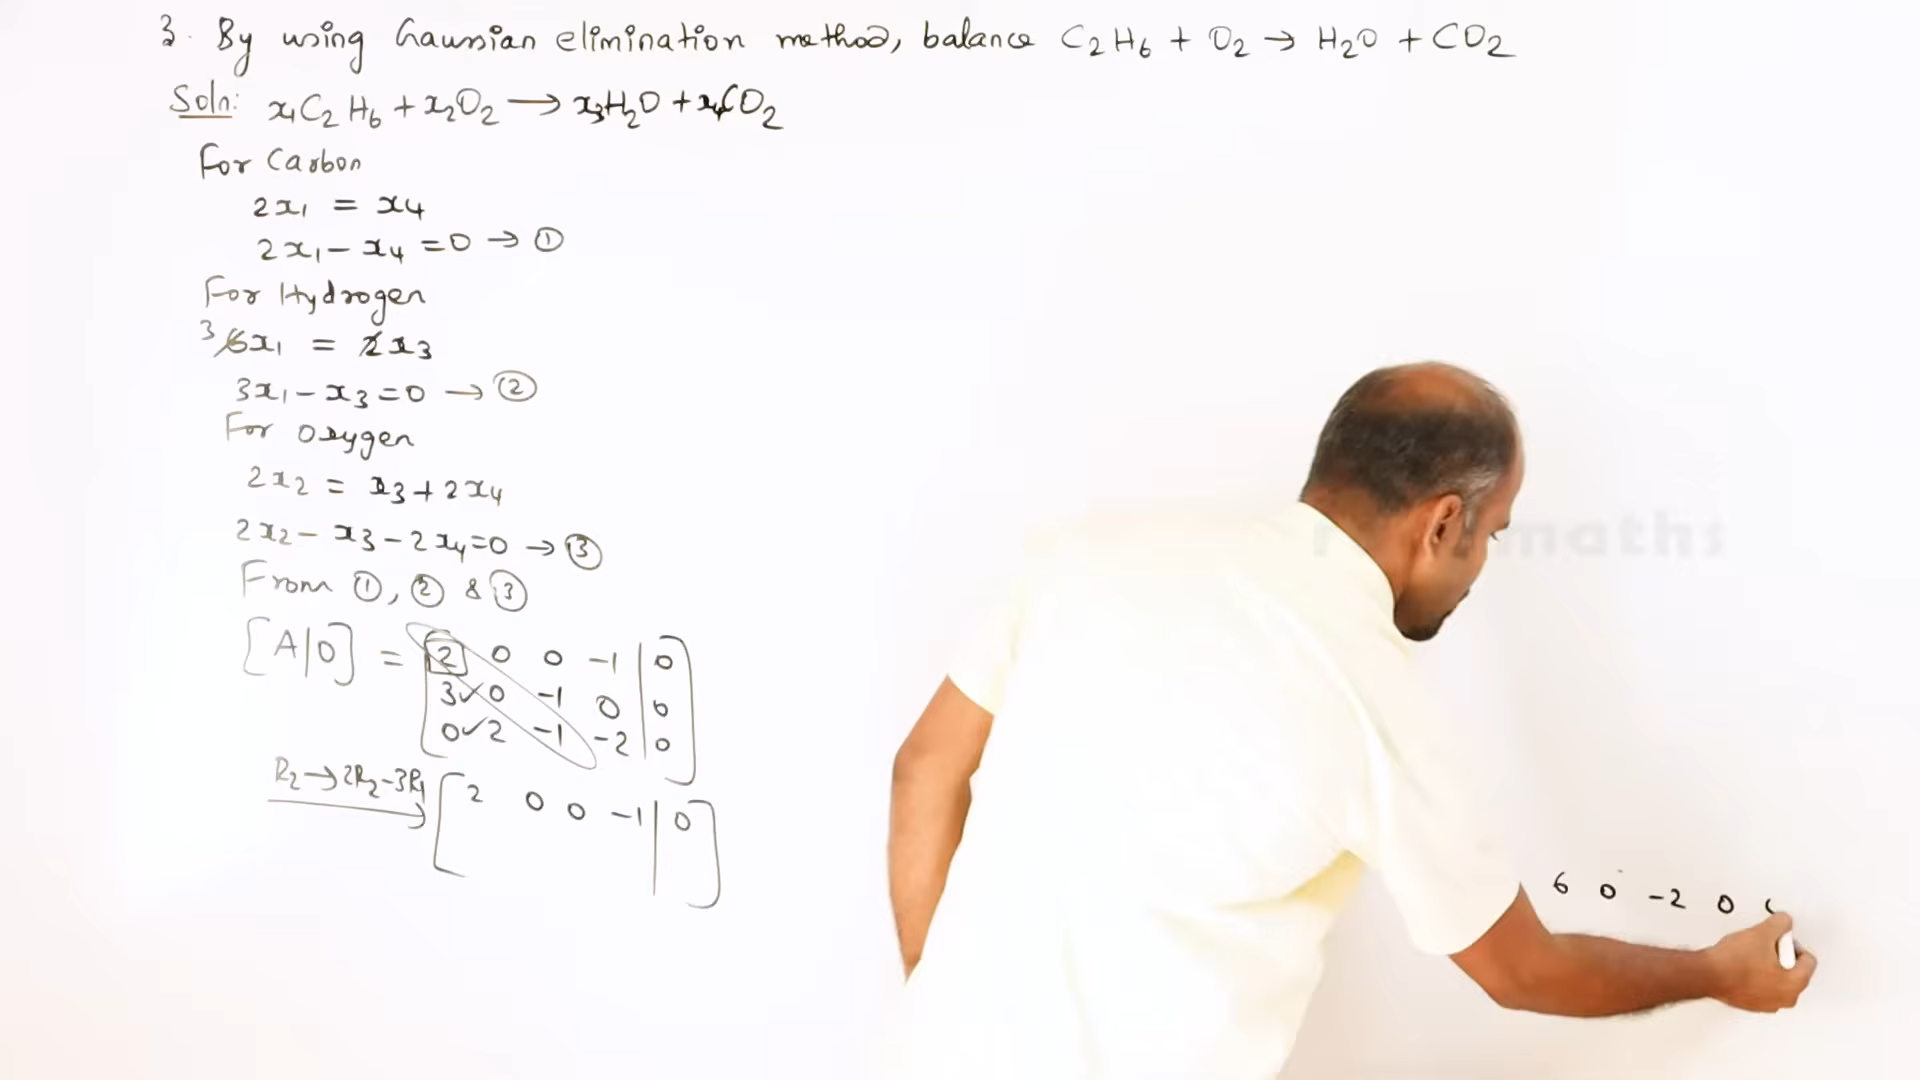 3. By using Gaussian elimination method, balance C₂H₆ + O₂ → H₂O + CO₂
Soln: x₁C₂H₆ + x₂O₂ → x₃H₂O + x₄CO₂
For Carbon
2x₁ = x₄
2x₁ - x₄ = 0 → ①
For Hydrogen
3 6x₁ = 2x₃
3x₁ - x₃ = 0 → ②
For Oxygen
2x₂ = x₃ + 2x₄
2x₂ - x₃ - 2x₄ = 0 → ③
From ①, ② & ③
[A|0] = [2 0 0 -1 | 0
3 ✓ 0 -1 0 | 0
0 ✓ 2 -1 -2 | 0]
R₂ → 2R₂ - 3R₁ [2 0 0 -1 | 0]
6 0 -2 0
maths